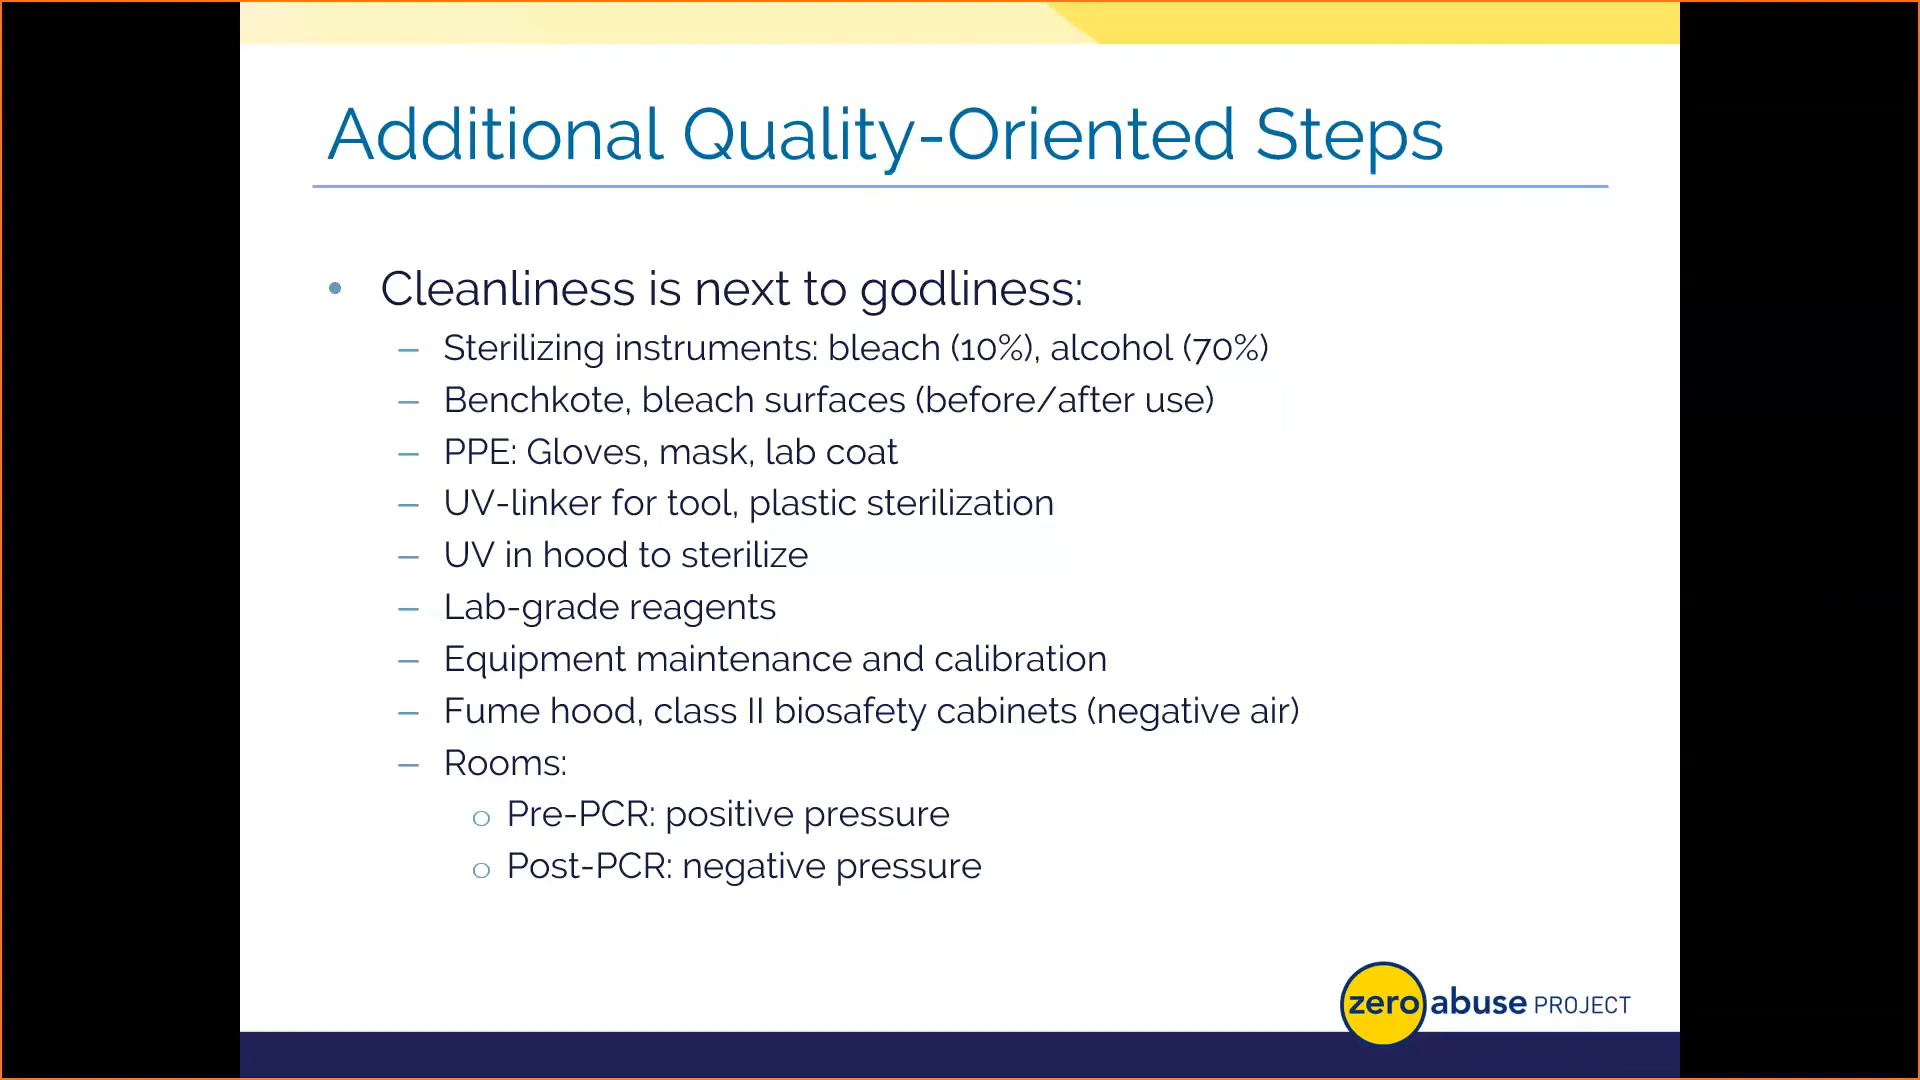 Additional Quality-Oriented Steps
• Cleanliness is next to godliness:
– Sterilizing instruments: bleach (10%), alcohol (70%)
– Benchkote, bleach surfaces (before/after use)
– PPE: Gloves, mask, lab coat
– UV-linker for tool, plastic sterilization
– UV in hood to sterilize
– Lab-grade reagents
– Equipment maintenance and calibration
– Fume hood, class II biosafety cabinets (negative air)
– Rooms:
o Pre-PCR: positive pressure
o Post-PCR: negative pressure
zero abuse PROJECT